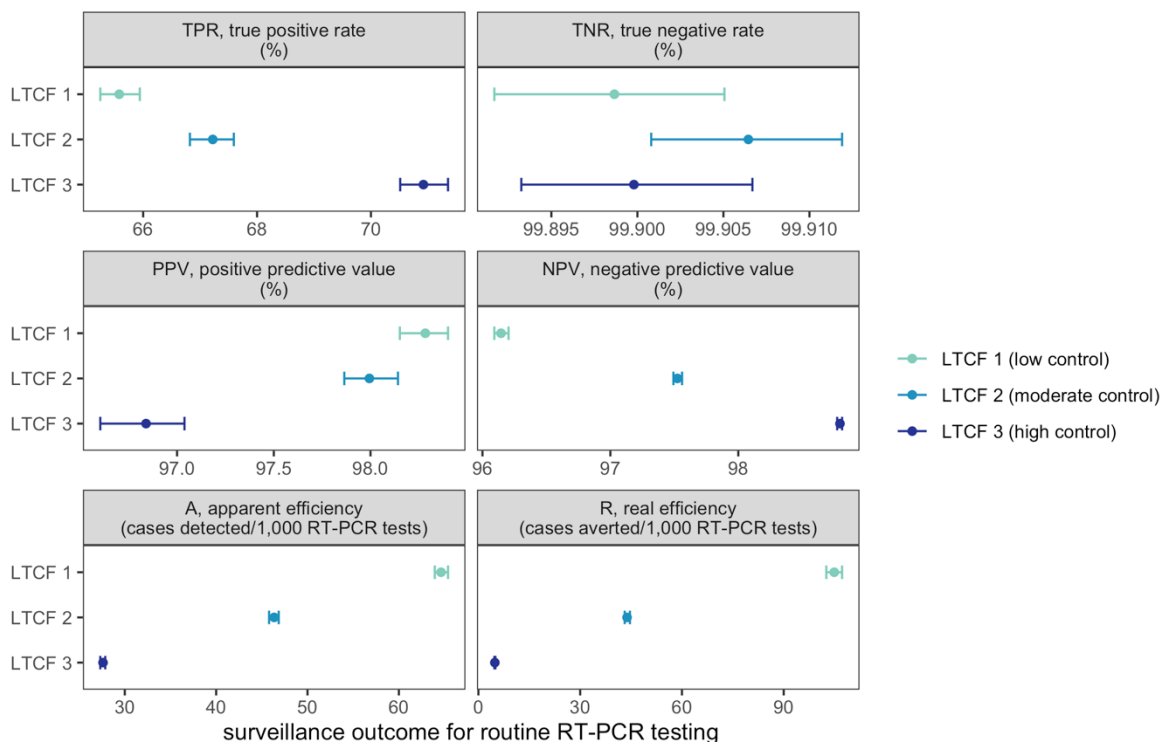 TPR, true positive rate
(%)
TNR, true negative rate
(%)
LTCF 1
LTCF 2
LTCF 3
66 68 70
99.895 99.900 99.905 99.910
PPV, positive predictive value
(%)
NPV, negative predictive value
(%)
LTCF 1
LTCF 2
LTCF 3
97.0 97.5 98.0
96 97 98
A, apparent efficiency
(cases detected/1,000 RT-PCR tests)
R, real efficiency
(cases averted/1,000 RT-PCR tests)
LTCF 1
LTCF 2
LTCF 3
30 40 50 60
0 30 60 90
surveillance outcome for routine RT-PCR testing
LTCF 1 (low control)
LTCF 2 (moderate control)
LTCF 3 (high control)